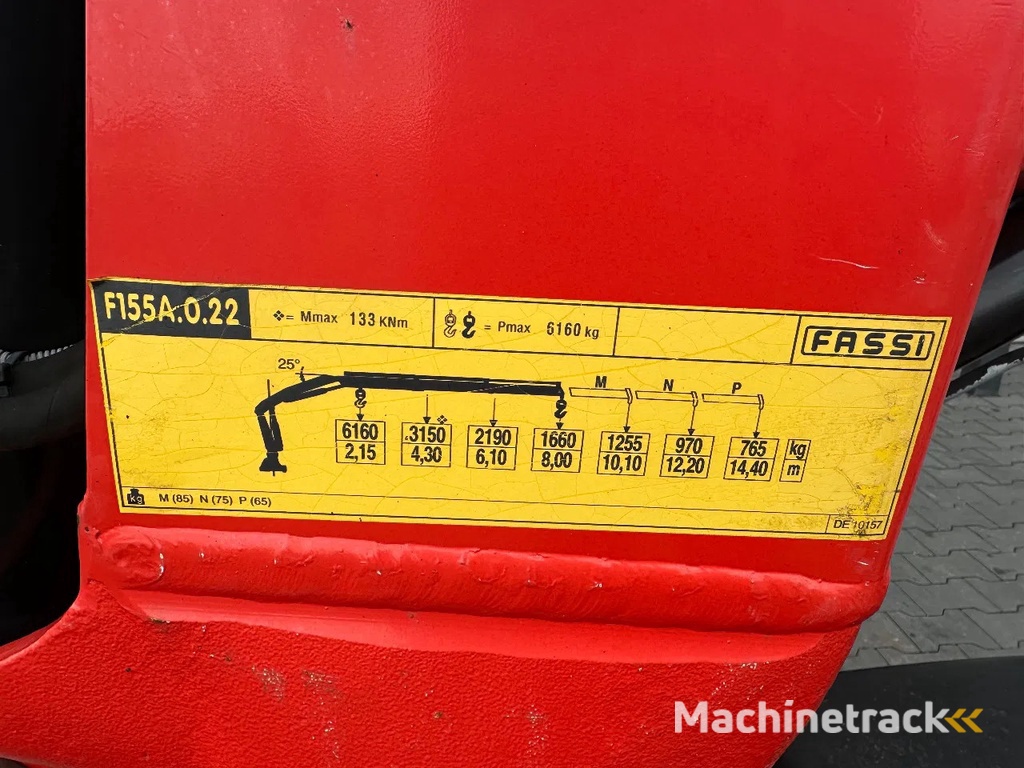 F155A.0.22 ❖= Mmax 133 KNm = Pmax 6160 kg FASSI
25° M N P
6160 .3150 ❖ 2190 1660 1255 970 765 kg
2,15 4,30 6,10 8,00 10,10 12,20 14,40 m
kg M (85) N (75) P (65)
DE 10157
Machinetrack